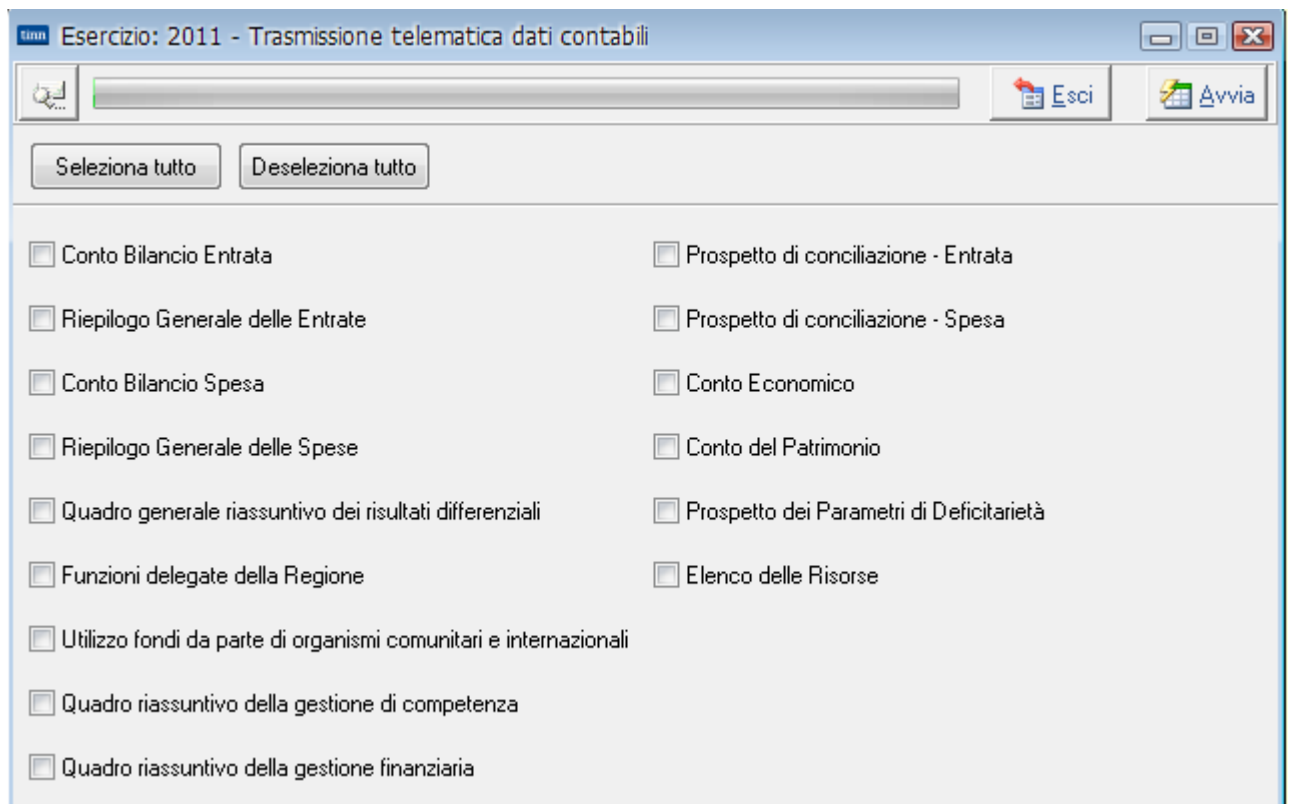 tinn Esercizio: 2011 - Trasmissione telematica dati contabili
Esci Avvia
Seleziona tutto Deseleziona tutto
Conto Bilancio Entrata
Riepilogo Generale delle Entrate
Conto Bilancio Spesa
Riepilogo Generale delle Spese
Quadro generale riassuntivo dei risultati differenziali
Funzioni delegate della Regione
Utilizzo fondi da parte di organismi comunitari e internazionali
Quadro riassuntivo della gestione di competenza
Quadro riassuntivo della gestione finanziaria
Prospetto di conciliazione - Entrata
Prospetto di conciliazione - Spesa
Conto Economico
Conto del Patrimonio
Prospetto dei Parametri di Deficitarietà
Elenco delle Risorse